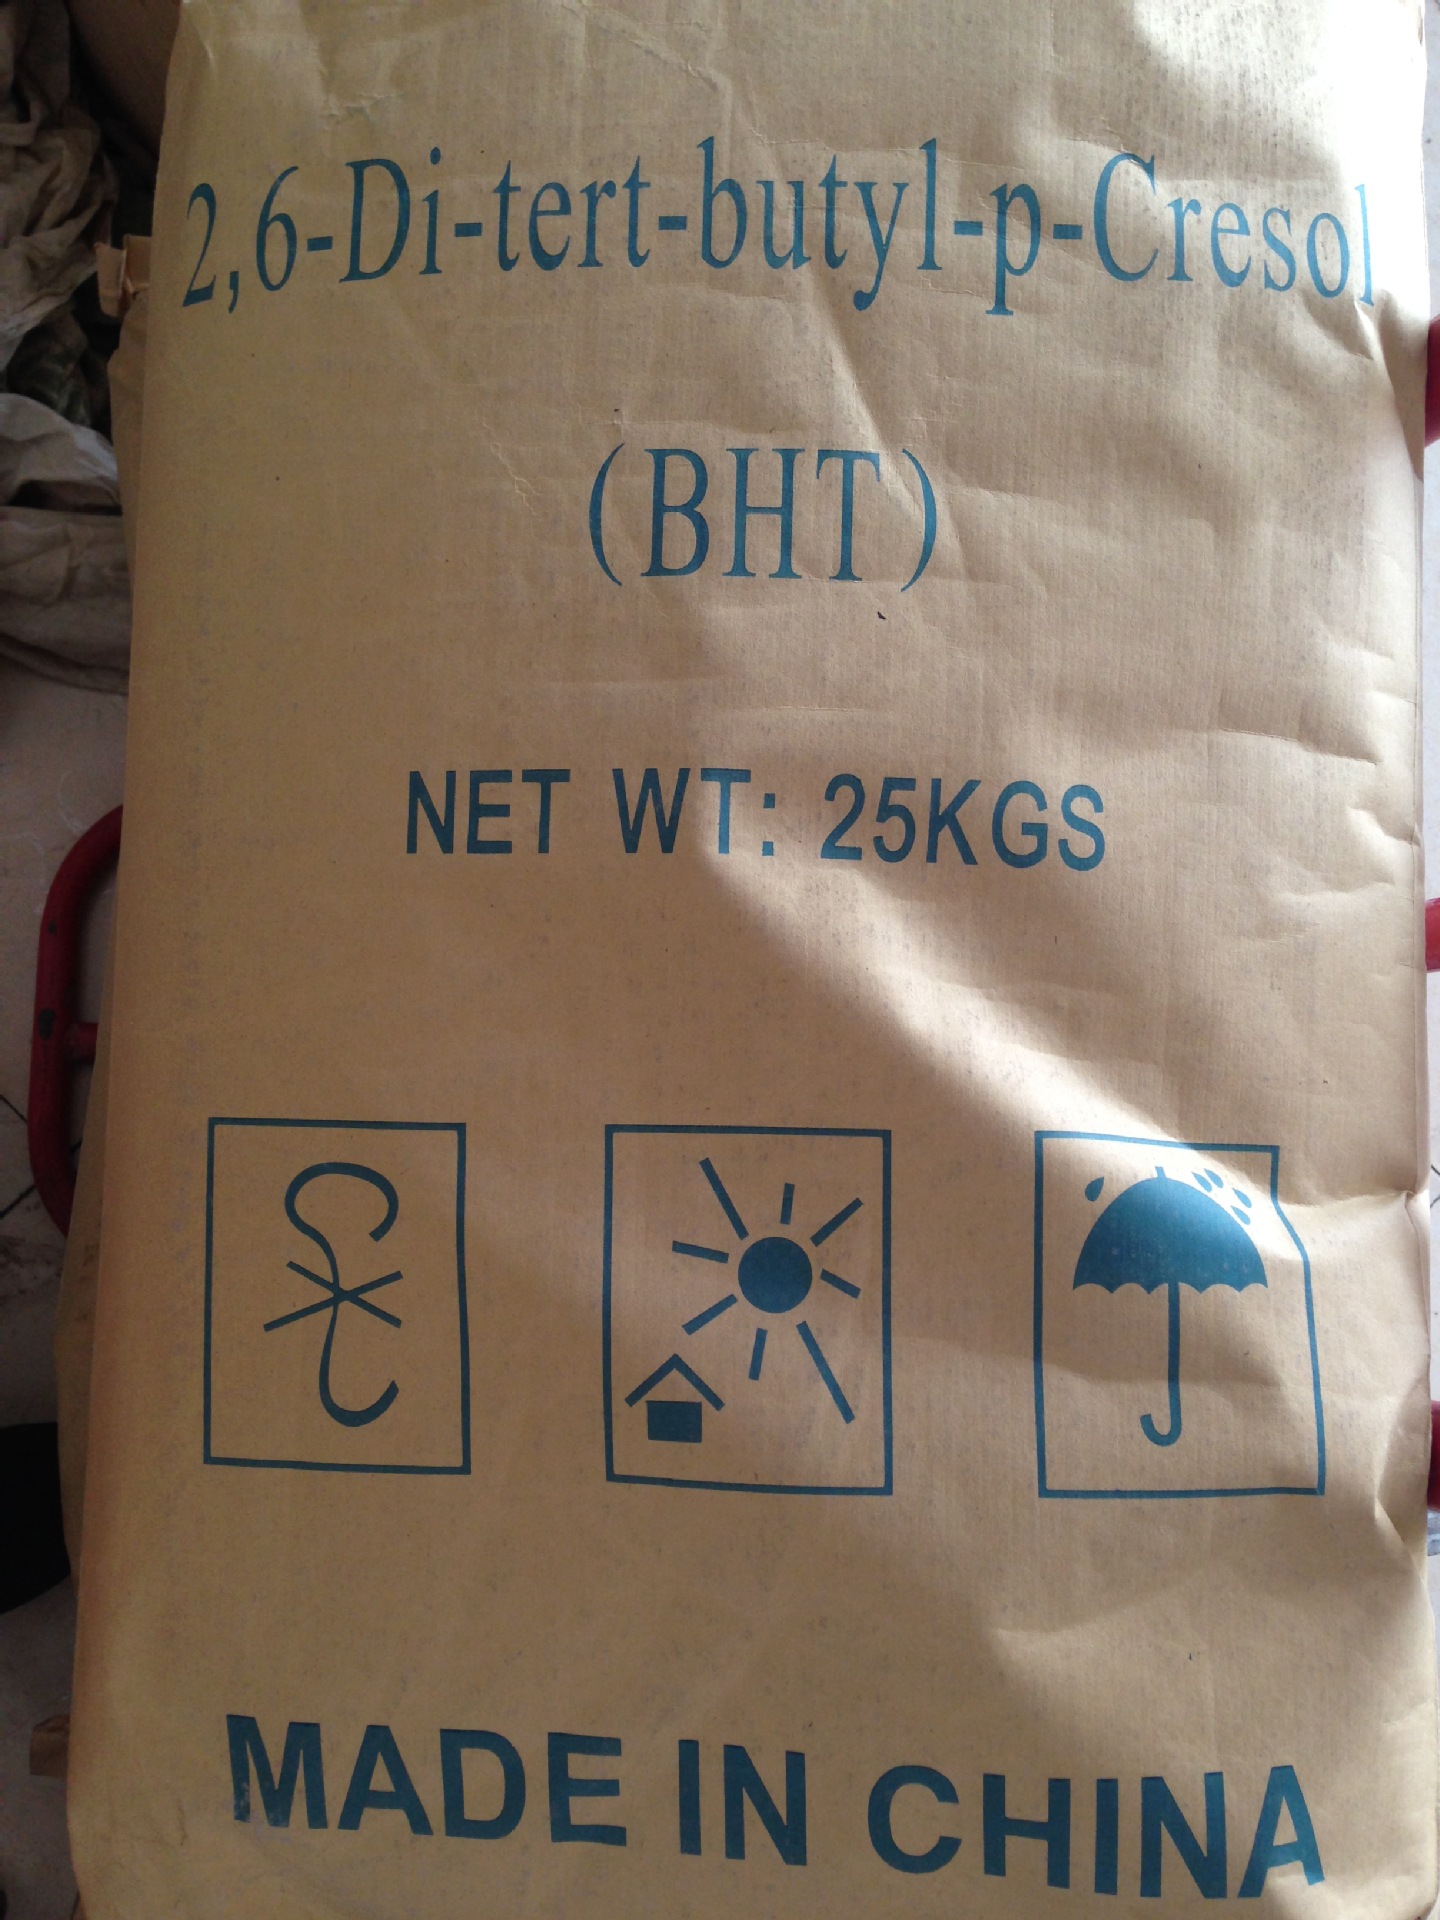 2,6-Di-tert-butyl-p-Cresol
(BHT)
NET WT: 25KGS
MADE IN CHINA